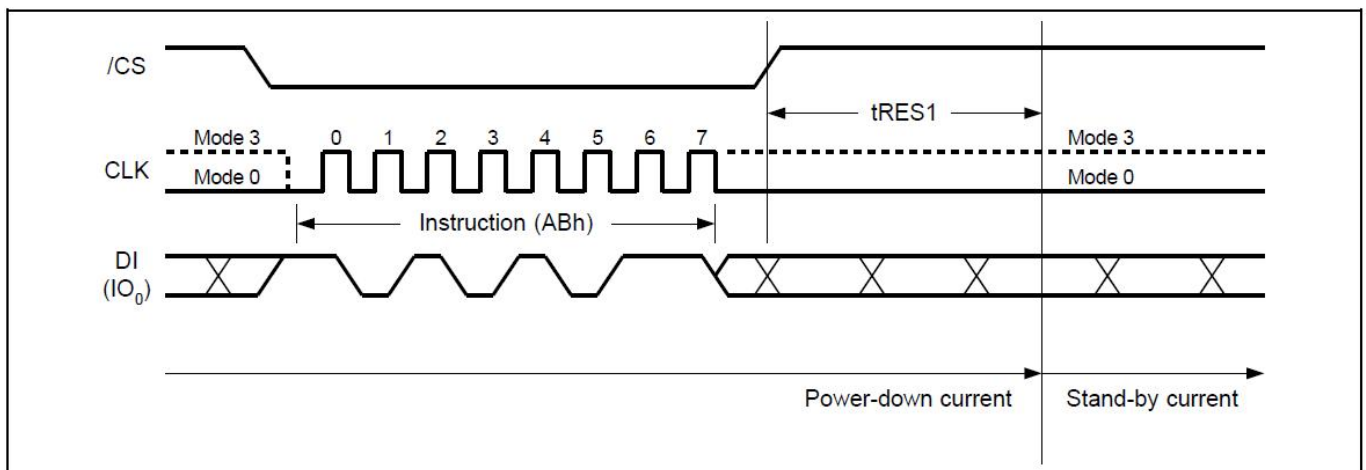 /CS
tRES1
Mode 3 0 1 2 3 4 5 6 7 Mode 3
CLK
Mode 0 Mode 0
Instruction (ABh)
DI
(IO0)
Power-down current Stand-by current